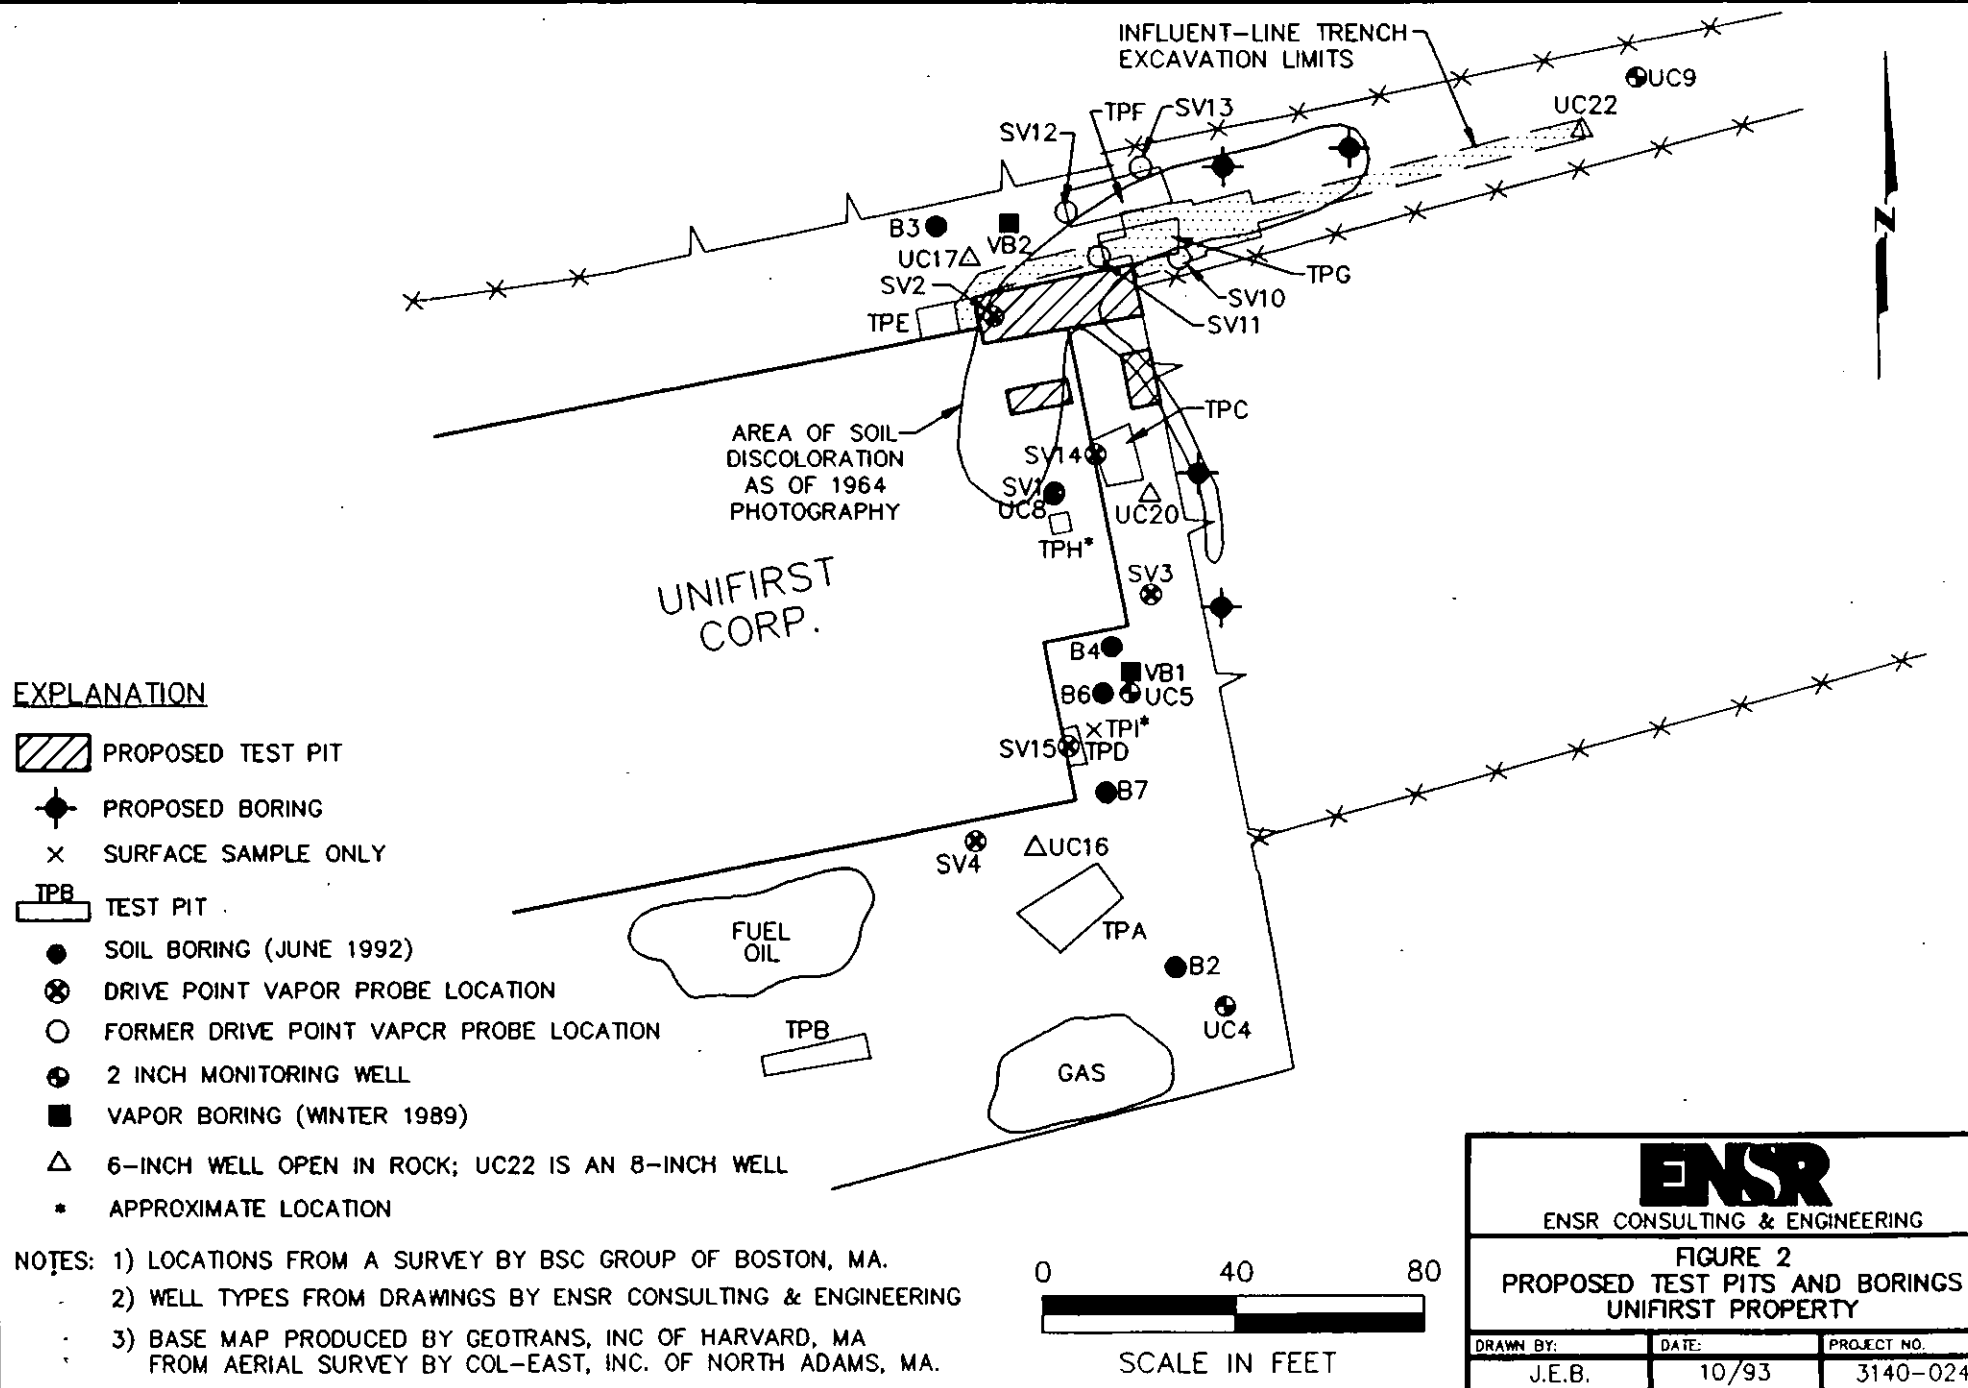 INFLUENT-LINE TRENCH
EXCAVATION LIMITS
UC9
UC22
TPF
SV13
SV12
B3
VB2
UC17
SV2
TPE
TPG
SV10
SV11
AREA OF SOIL
DISCOLORATION
AS OF 1964
PHOTOGRAPHY
TPC
SV14
SV1
UC8
UC20
TPH*
N
UNIFIRST
CORP.
SV3
B4
VB1
B6
UC5
TPI*
SV15
TPD
B7
SV4
UC16
FUEL
OIL
TPA
B2
UC4
TPB
GAS
EXPLANATION
PROPOSED TEST PIT
PROPOSED BORING
SURFACE SAMPLE ONLY
TPB
TEST PIT
SOIL BORING (JUNE 1992)
DRIVE POINT VAPOR PROBE LOCATION
FORMER DRIVE POINT VAPCR PROBE LOCATION
2 INCH MONITORING WELL
VAPOR BORING (WINTER 1989)
6-INCH WELL OPEN IN ROCK; UC22 IS AN 8-INCH WELL
* APPROXIMATE LOCATION
NOTES: 1) LOCATIONS FROM A SURVEY BY BSC GROUP OF BOSTON, MA.
2) WELL TYPES FROM DRAWINGS BY ENSR CONSULTING & ENGINEERING
3) BASE MAP PRODUCED BY GEOTRANS, INC OF HARVARD, MA
FROM AERIAL SURVEY BY COL-EAST, INC. OF NORTH ADAMS, MA.
0 40 80
SCALE IN FEET
ENSR
ENSR CONSULTING & ENGINEERING
FIGURE 2
PROPOSED TEST PITS AND BORINGS
UNIFIRST PROPERTY
DRAWN BY: DATE: PROJECT NO.
J.E.B. 10/93 3140-024